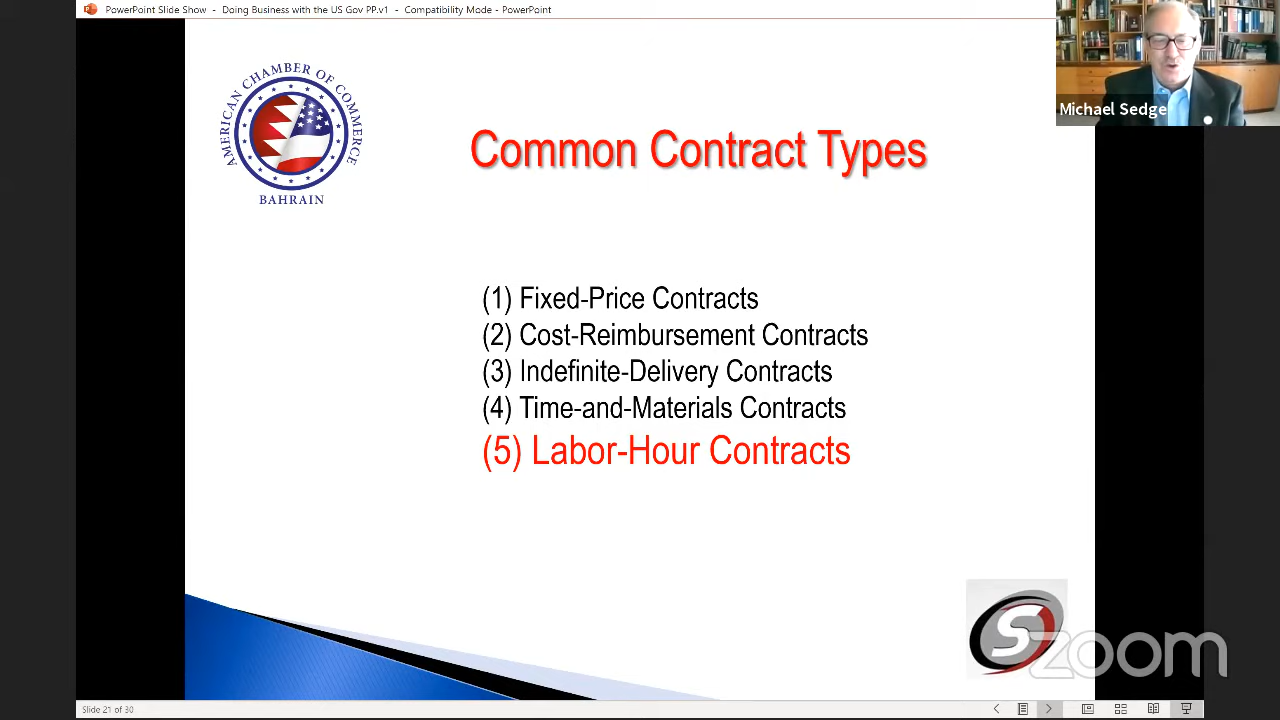 PowerPoint Slide Show - Doing Business with the US Gov PP.v1 - Compatibility Mode - PowerPoint
Michael Sedge
AMERICAN CHAMBER OF COMMERCE
BAHRAIN
Common Contract Types
(1) Fixed-Price Contracts
(2) Cost-Reimbursement Contracts
(3) Indefinite-Delivery Contracts
(4) Time-and-Materials Contracts
(5) Labor-Hour Contracts
S
zoom
Slide 21 of 30